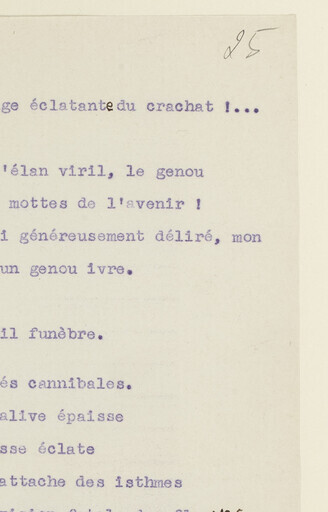 25
ge éclatante du crachat !...
'élan viril, le genou
mottes de l'avenir !
i généreusement déliré, mon
un genou ivre.
il funèbre.
és cannibales.
alive épaisse
sse éclate
attache des isthmes